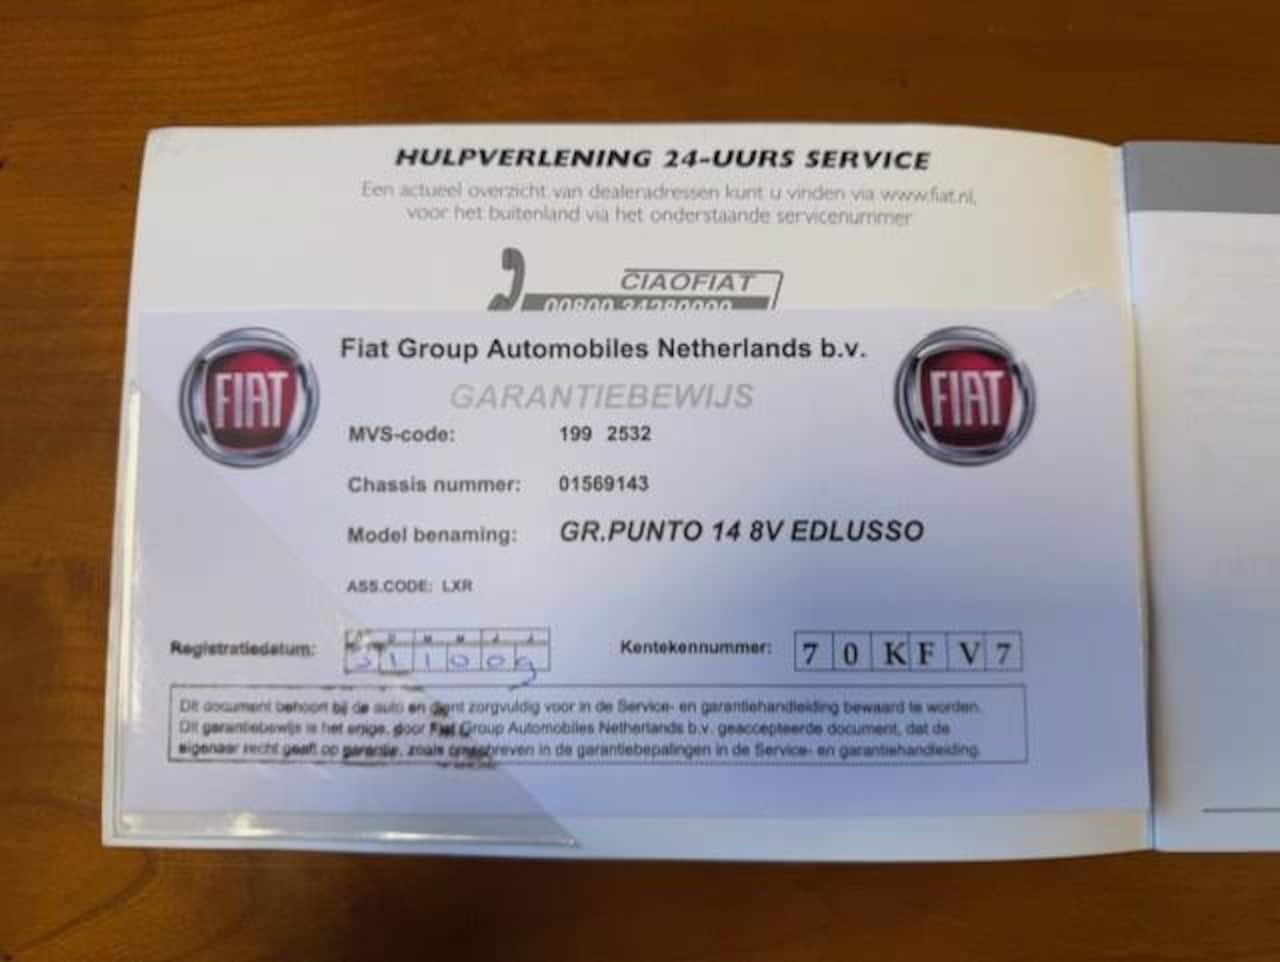 HULPVERLENING 24-UURS SERVICE
Een actueel overzicht van dealeradressen kunt u vinden via www.fiat.nl,
voor het buitenland via het onderstaande servicenummer
CIAOFIAT
00800
Fiat Group Automobiles Netherlands b.v.
FIAT
FIAT
GARANTIEBEWIJS
MVS-code: 199 2532
Chassis nummer: 01569143
Model benaming: GR.PUNTO 14 8V EDLUSSO
ASS.CODE: LXR
Registratiedatum:
Kentekennummer: 70 KF V7
Dit document behoort bij de auto en dient zorgvuldig voor in de Service- en garantiehandleiding bewaard te worden.
Dit garantiebewijs is het enige, door Fiat Group Automobiles Netherlands b.v. geaccepteerde document, dat de
eigenaar recht geeft op garantie, zoals omschreven in de garantiebepalingen in de Service- en garantiehandleiding.